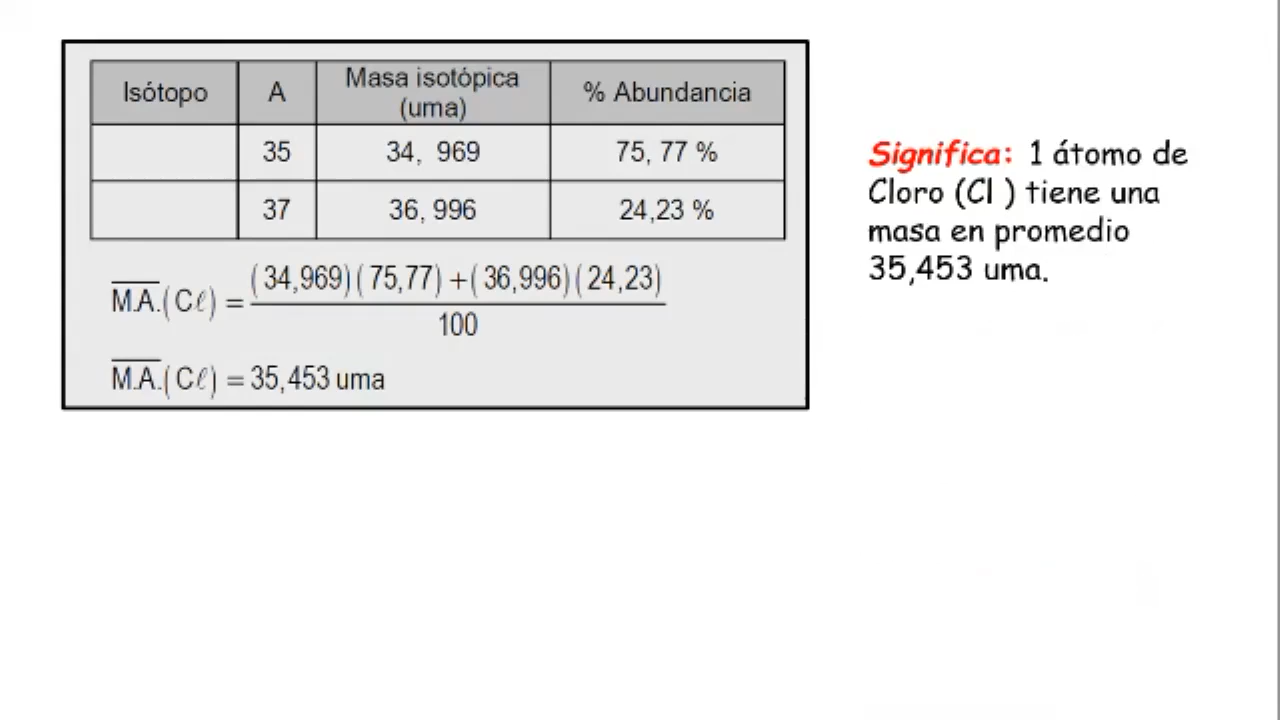 Isótopo A Masa isotópica (uma) % Abundancia
35 34, 969 75, 77 %
37 36, 996 24,23 %
M.A.(Cℓ) = (34,969)(75,77)+(36,996)(24,23)
100
M.A.(Cℓ) = 35,453 uma
Significa: 1 átomo de
Cloro (Cl ) tiene una
masa en promedio
35,453 uma.